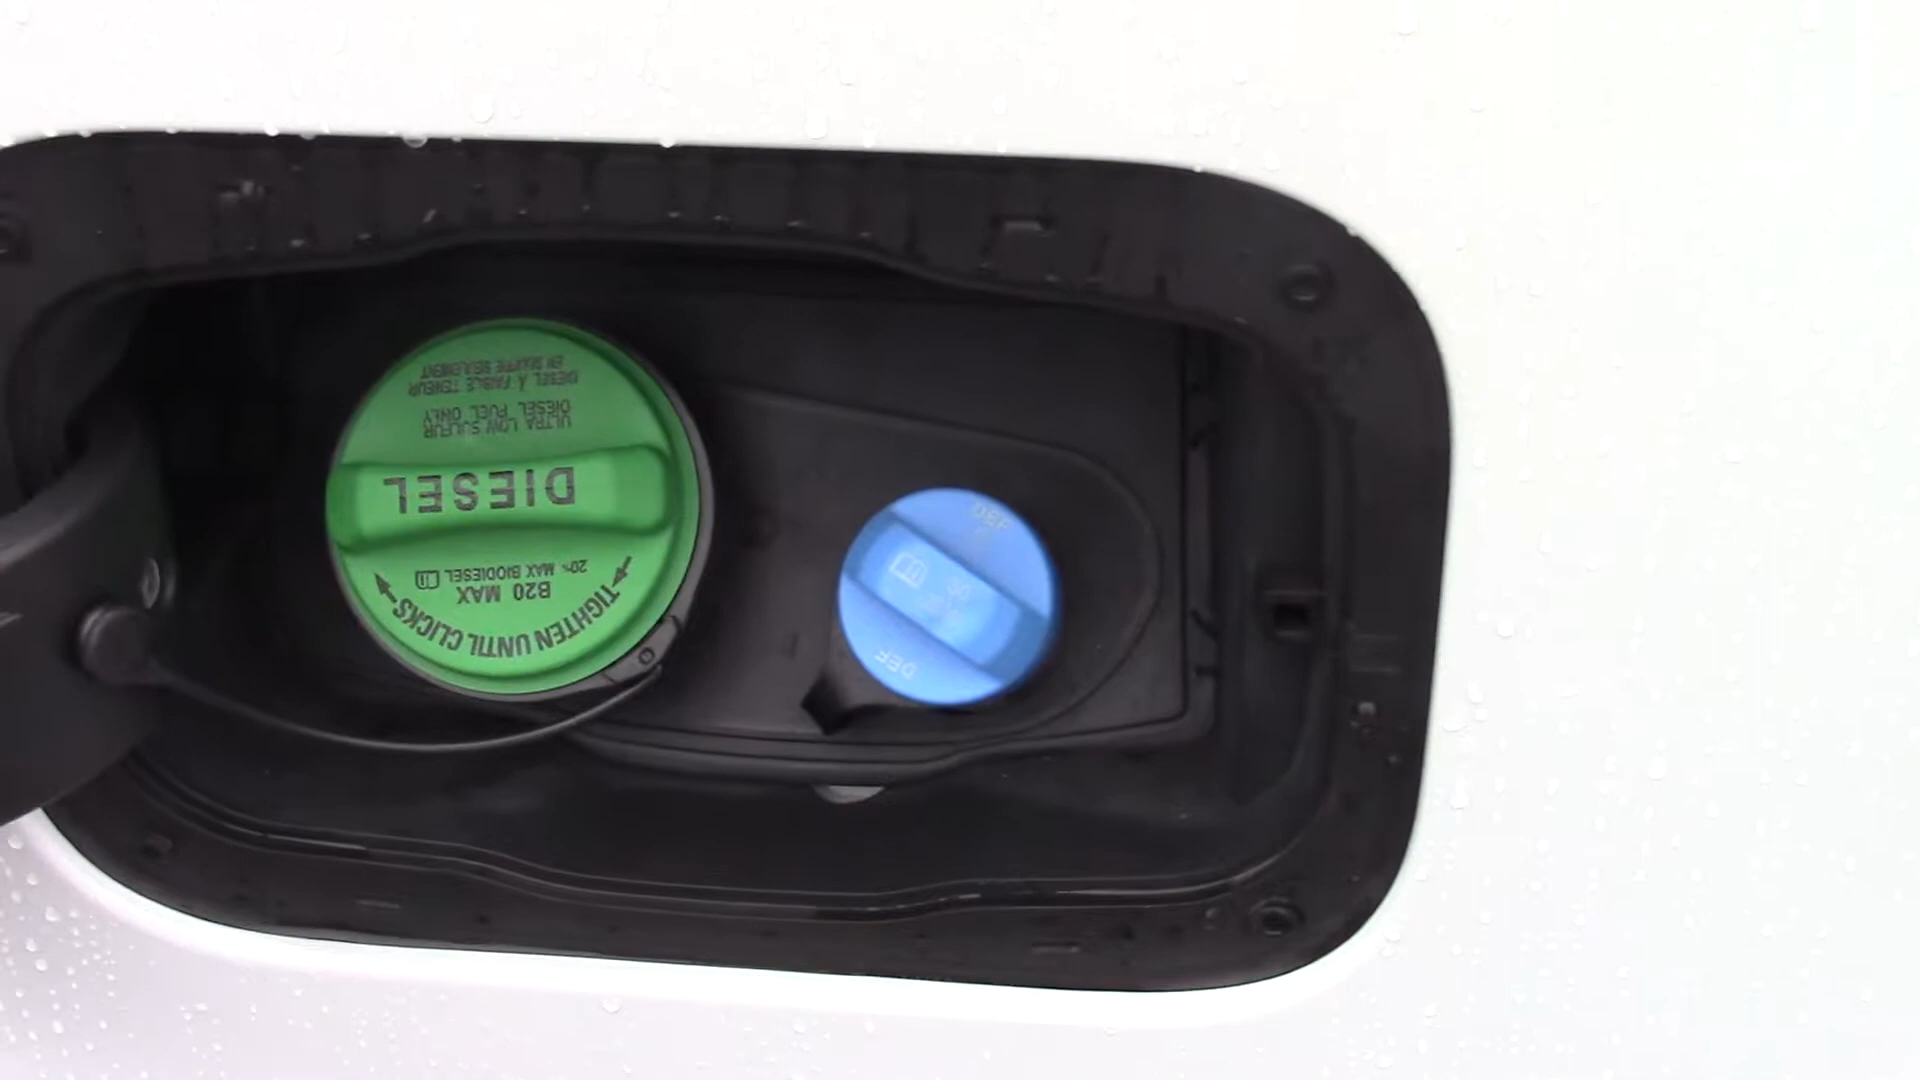 TIGHTEN UNTIL CLICKS
B20 MAX
20% MAX BIODIESEL
DIESEL
ULTRA LOW SULFUR
DIESEL FUEL ONLY
DIESEL À FAIBLE TENEUR
EN SOUFRE SEULEMENT
DEF
DEF